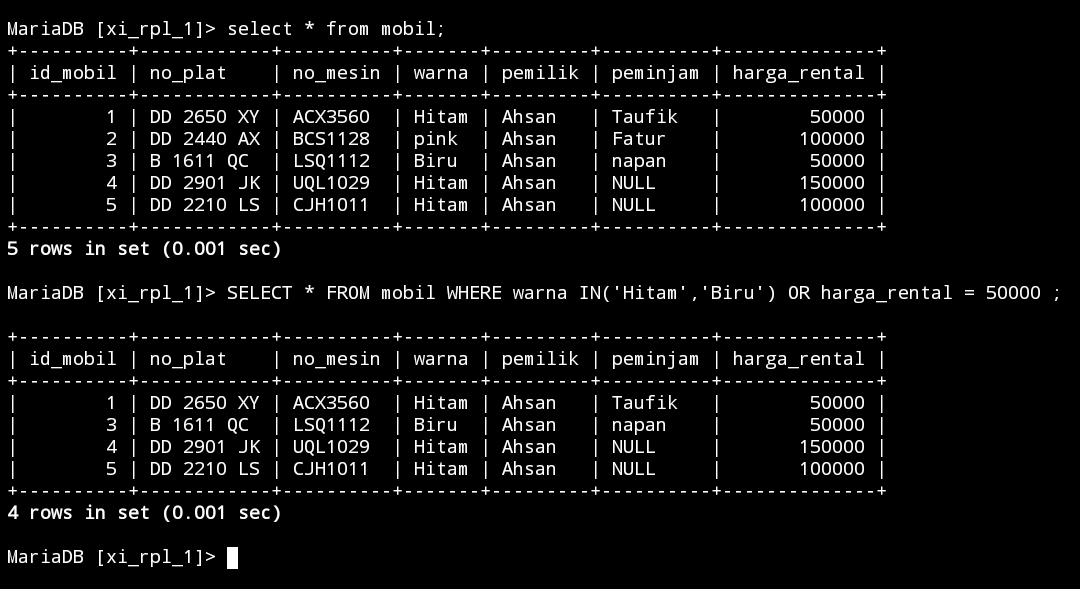 MariaDB [xi_rpl_1]> select * from mobil;
+----------+------------+----------+-------+---------+----------+--------------+
| id_mobil | no_plat    | no_mesin | warna | pemilik | peminjam | harga_rental |
+----------+------------+----------+-------+---------+----------+--------------+
|        1 | DD 2650 XY | ACX3560  | Hitam | Ahsan   | Taufik   |        50000 |
|        2 | DD 2440 AX | BCS1128  | pink  | Ahsan   | Fatur    |       100000 |
|        3 | B 1611 QC  | LSQ1112  | Biru  | Ahsan   | napan    |        50000 |
|        4 | DD 2901 JK | UQL1029  | Hitam | Ahsan   | NULL     |       150000 |
|        5 | DD 2210 LS | CJH1011  | Hitam | Ahsan   | NULL     |       100000 |
+----------+------------+----------+-------+---------+----------+--------------+
5 rows in set (0.001 sec)
MariaDB [xi_rpl_1]> SELECT * FROM mobil WHERE warna IN('Hitam','Biru') OR harga_rental = 50000 ;
+----------+------------+----------+-------+---------+----------+--------------+
| id_mobil | no_plat    | no_mesin | warna | pemilik | peminjam | harga_rental |
+----------+------------+----------+-------+---------+----------+--------------+
|        1 | DD 2650 XY | ACX3560  | Hitam | Ahsan   | Taufik   |        50000 |
|        3 | B 1611 QC  | LSQ1112  | Biru  | Ahsan   | napan    |        50000 |
|        4 | DD 2901 JK | UQL1029  | Hitam | Ahsan   | NULL     |       150000 |
|        5 | DD 2210 LS | CJH1011  | Hitam | Ahsan   | NULL     |       100000 |
+----------+------------+----------+-------+---------+----------+--------------+
4 rows in set (0.001 sec)
MariaDB [xi_rpl_1]>